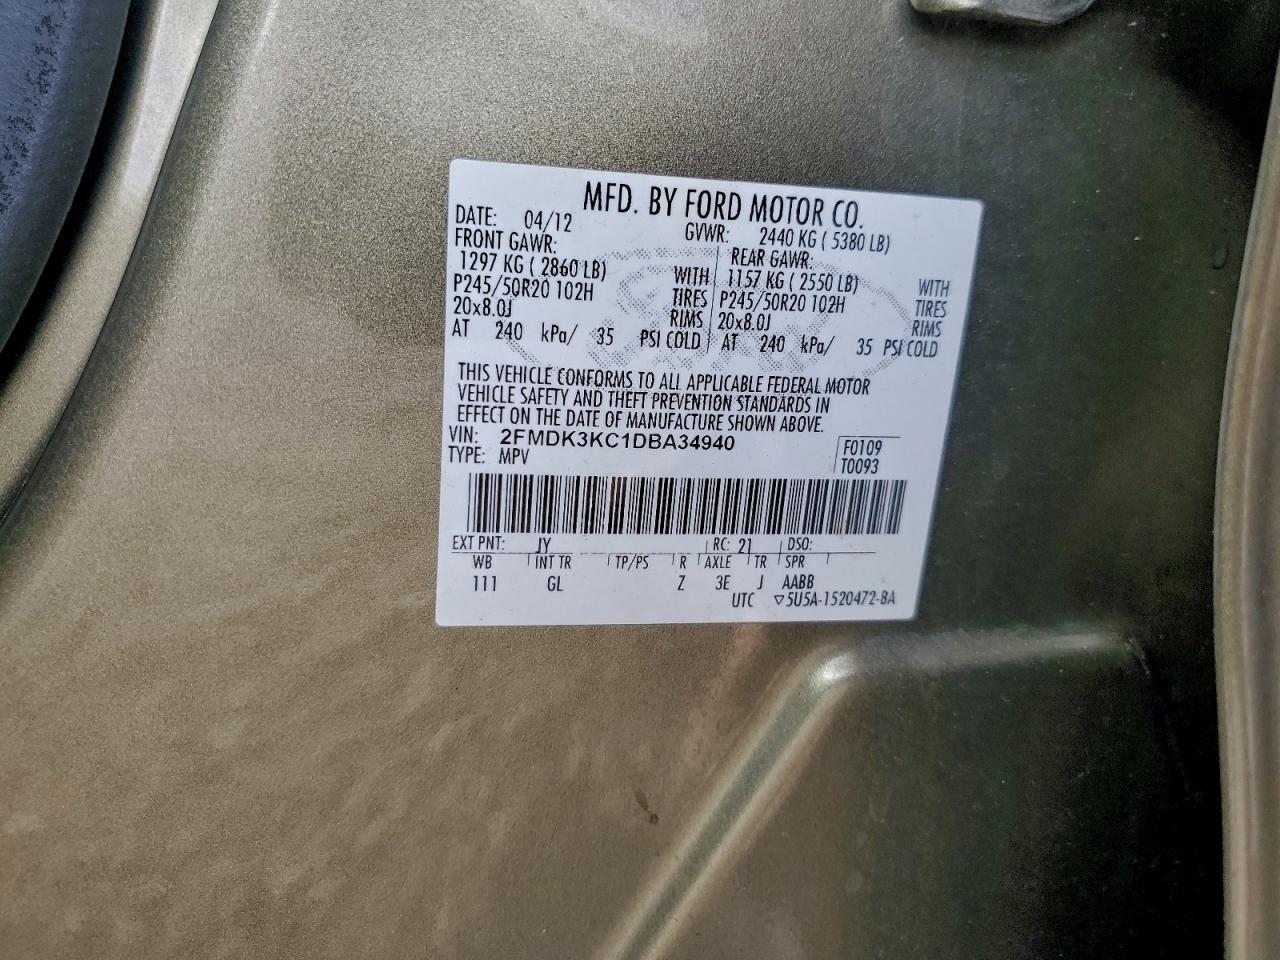 MFD. BY FORD MOTOR CO.
DATE: 04/12 GVWR: 2440 KG ( 5380 LB)
FRONT GAWR: REAR GAWR:
1297 KG ( 2860 LB) WITH 1157 KG ( 2550 LB) WITH
P245/50R20 102H TIRES P245/50R20 102H TIRES
20x8.0J RIMS 20x8.0J RIMS
AT 240 kPa/ 35 PSI COLD AT 240 kPa/ 35 PSI COLD
THIS VEHICLE CONFORMS TO ALL APPLICABLE FEDERAL MOTOR
VEHICLE SAFETY AND THEFT PREVENTION STANDARDS IN
EFFECT ON THE DATE OF MANUFACTURE SHOWN ABOVE.
VIN: 2FMDK3KC1DBA34940 F0109
TYPE: MPV T0093
EXT PNT: JY RC: 21 DSO:
WB INT TR TP/PS R AXLE TR SPR
111 GL Z 3E J AABB
UTC ▽5U5A-1520472-BA